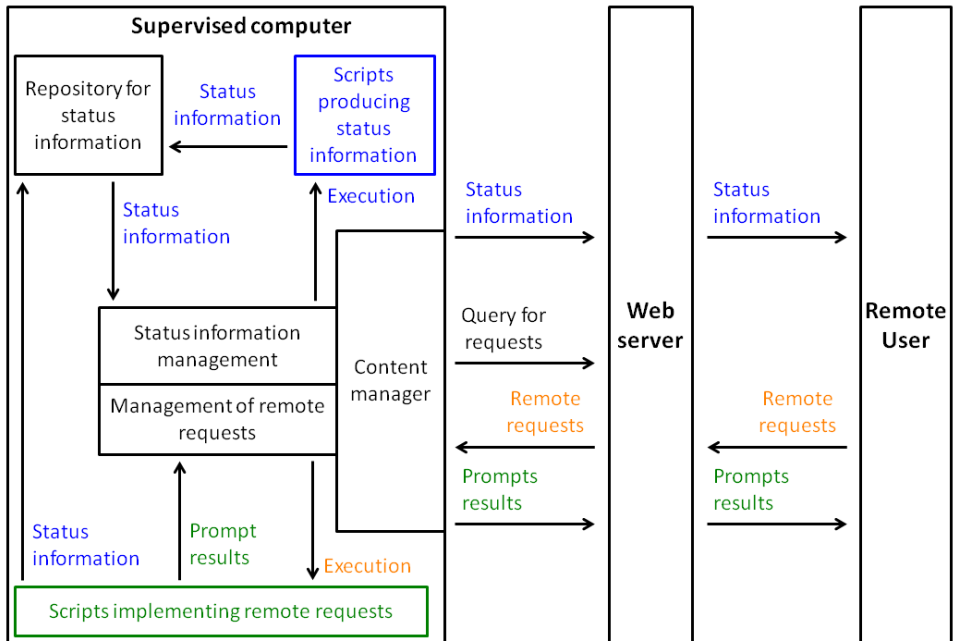 Supervised computer
Repository for
status
information
Status
information
Scripts
producing
status
information
Status
information
Execution
Status information
management
Management of remote
requests
Content
manager
Status
information
Prompt
results
Execution
Scripts implementing remote requests
Status
information
Query for
requests
Remote
requests
Prompts
results
Web
server
Status
information
Remote
requests
Prompts
results
Remote
User